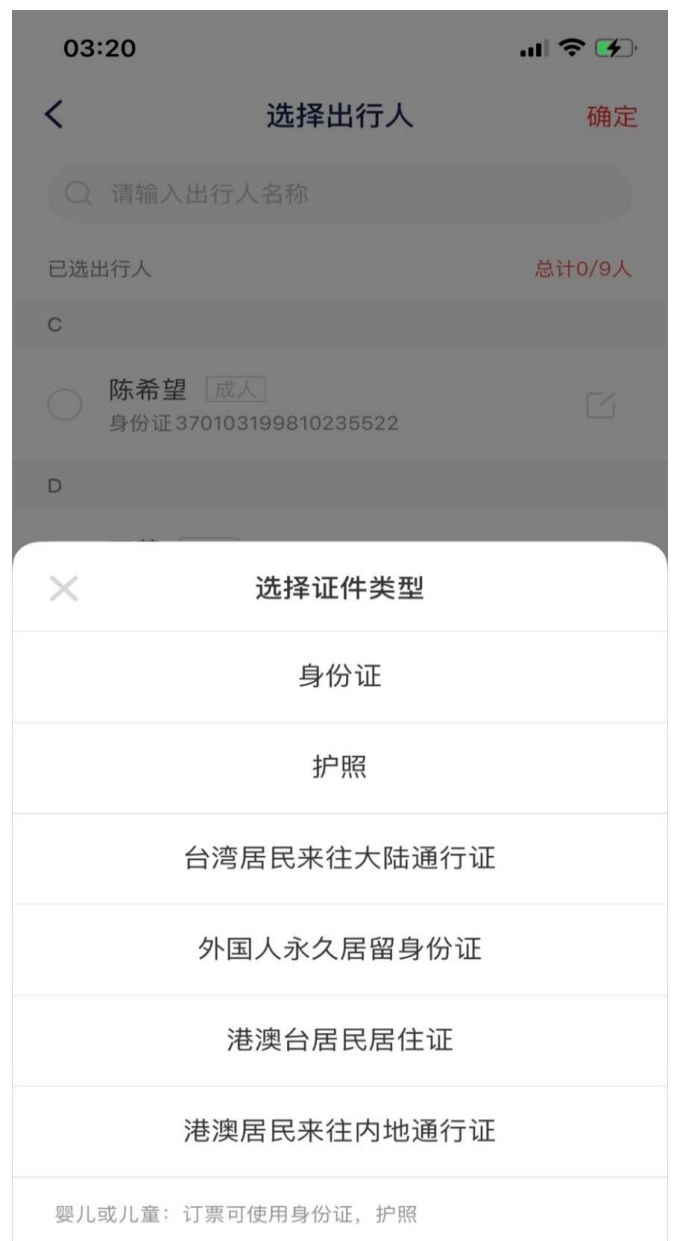 03:20
选择出行人
确定
请输入出行人名称
已选出行人
总计0/9人
C
陈希望 成人
身份证370103199810235522
D
选择证件类型
身份证
护照
台湾居民来往大陆通行证
外国人永久居留身份证
港澳台居民居住证
港澳居民来往内地通行证
婴儿或儿童：订票可使用身份证，护照